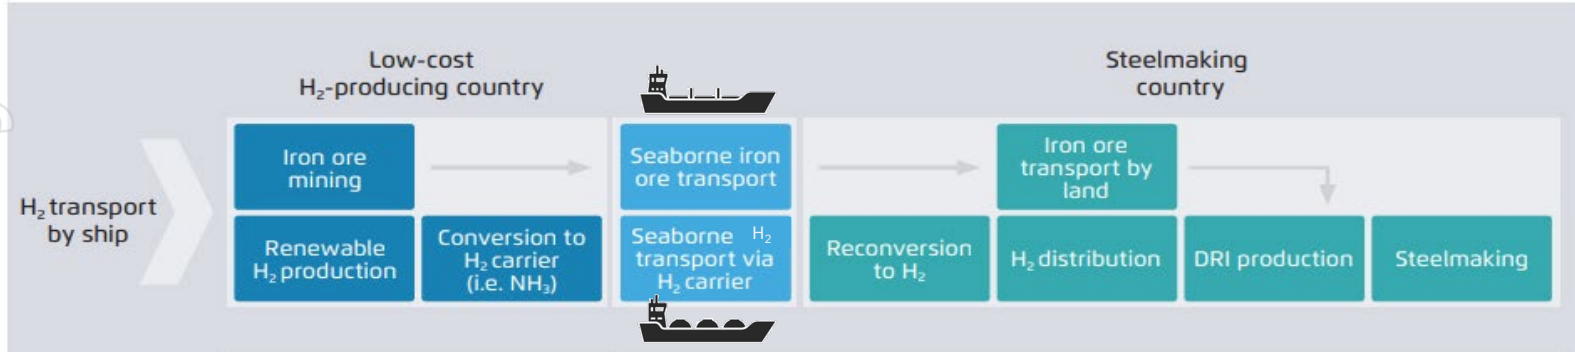 Low-cost
H₂-producing country
Steelmaking
country
H₂ transport
by ship
Iron ore
mining
Seaborne iron
ore transport
Iron ore
transport by
land
Renewable
H₂ production
Conversion to
H₂ carrier
(i.e. NH₃)
Seaborne H₂
transport via
H₂ carrier
Reconversion
to H₂
H₂ distribution
DRI production
Steelmaking